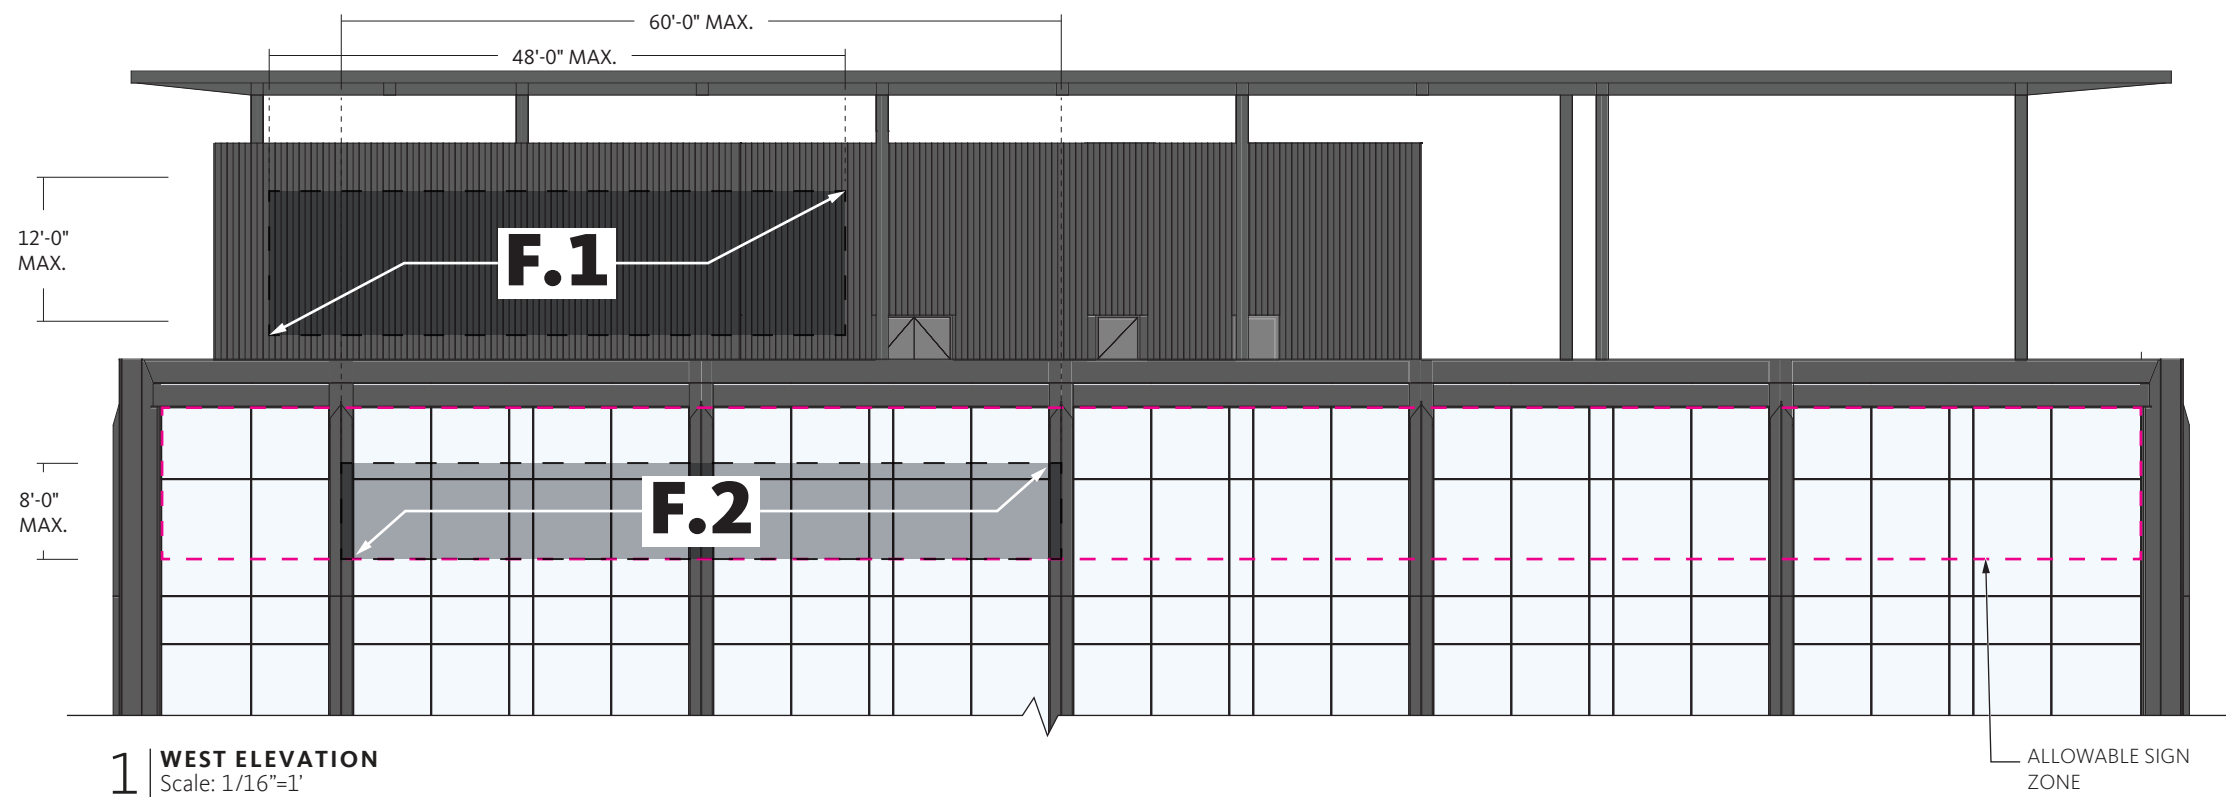 60'-0" MAX.
48'-0" MAX.
12'-0"
MAX.
F.1
8'-0"
MAX.
F.2
1 WEST ELEVATION
Scale: 1/16”=1’
ALLOWABLE SIGN
ZONE